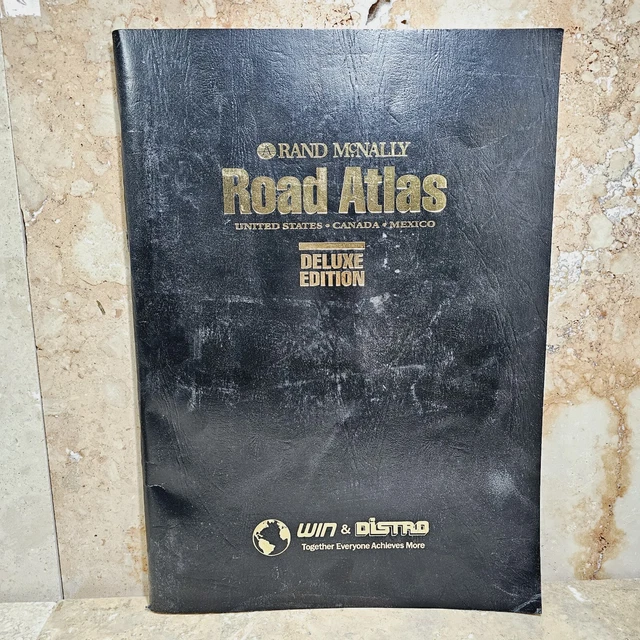 RAND McNALLY
Road Atlas
UNITED STATES • CANADA • MEXICO
DELUXE
EDITION
WIN & DISTRO
Together Everyone Achieves More